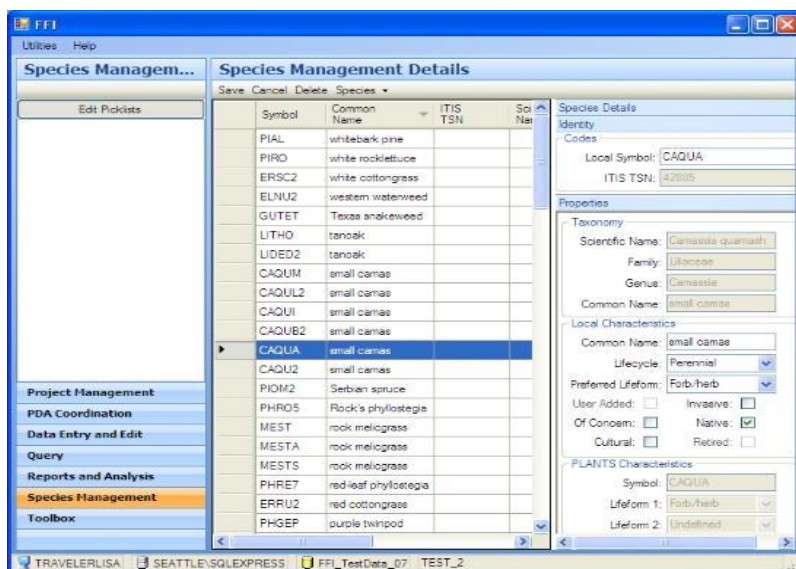 FFI
Utilities Help
Species Managem...
Species Management Details
Save Cancel Delete Species
Edit Picklists
Symbol Common Name ITIS TSN Sci Nar
PIAL whitebark pine
PIRO white rocklettuce
ERSC2 white cottongrass
ELNU2 western waterweed
GUTET Texas snakeweed
LITHO tanoak
LIDED2 tanoak
CAQUM small camas
CAQUL2 small camas
CAQUI small camas
CAQUB2 small camas
CAQUA small camas
CAQU2 small camas
PIOM2 Serbian spruce
PHRO5 Rock's phyllostegia
MEST rock melicgrass
MESTA rock melicgrass
MESTS rock melicgrass
PHRE7 red-leaf phyllostegia
ERRU2 red cottongrass
PHGEP purple twinpod
Species Details
Identity
Codes
Local Symbol: CAQUA
ITIS TSN: 42885
Properties
Taxonomy
Scientific Name: Camassia quamash
Family: Liliaceae
Genus: Camassia
Common Name: small camas
Local Characteristics
Common Name: small camas
Lifecycle: Perennial
Preferred Lifeform: Forb/herb
User Added: Invasive:
Of Concern: Native:
Cultural: Retired:
PLANTS Characteristics
Symbol: CAQUA
Lifeform 1: Forb/herb
Lifeform 2: Undefined
Project Management
PDA Coordination
Data Entry and Edit
Query
Reports and Analysis
Species Management
Toolbox
TRAVELERLISA SEATTLE\SQLEXPRESS FFI_TestData_07 TEST_2